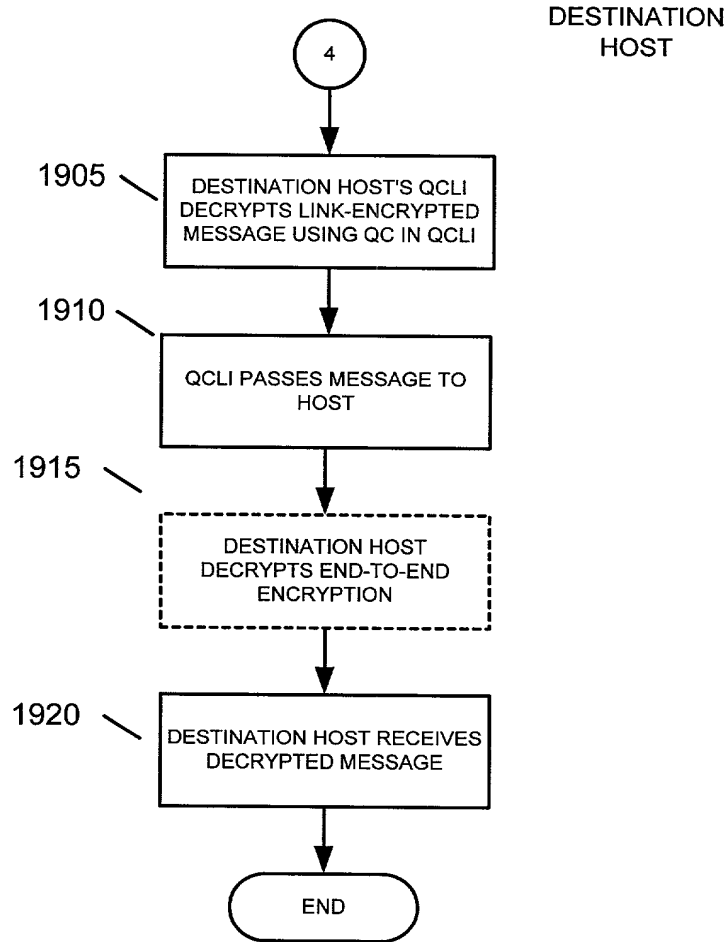 DESTINATION
HOST
4
1905
DESTINATION HOST'S QCLI
DECRYPTS LINK-ENCRYPTED
MESSAGE USING QC IN QCLI
1910
QCLI PASSES MESSAGE TO
HOST
1915
DESTINATION HOST
DECRYPTS END-TO-END
ENCRYPTION
1920
DESTINATION HOST RECEIVES
DECRYPTED MESSAGE
END